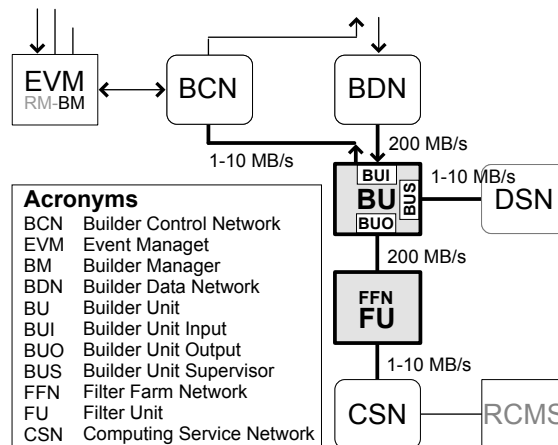 EVM
RM-BM
BCN
BDN
200 MB/s
1-10 MB/s
BUI
BU
BUS
BUO
1-10 MB/s
DSN
200 MB/s
FFN
FU
1-10 MB/s
CSN
RCMS
Acronyms
BCN Builder Control Network
EVM Event Managet
BM Builder Manager
BDN Builder Data Network
BU Builder Unit
BUI Builder Unit Input
BUO Builder Unit Output
BUS Builder Unit Supervisor
FFN Filter Farm Network
FU Filter Unit
CSN Computing Service Network